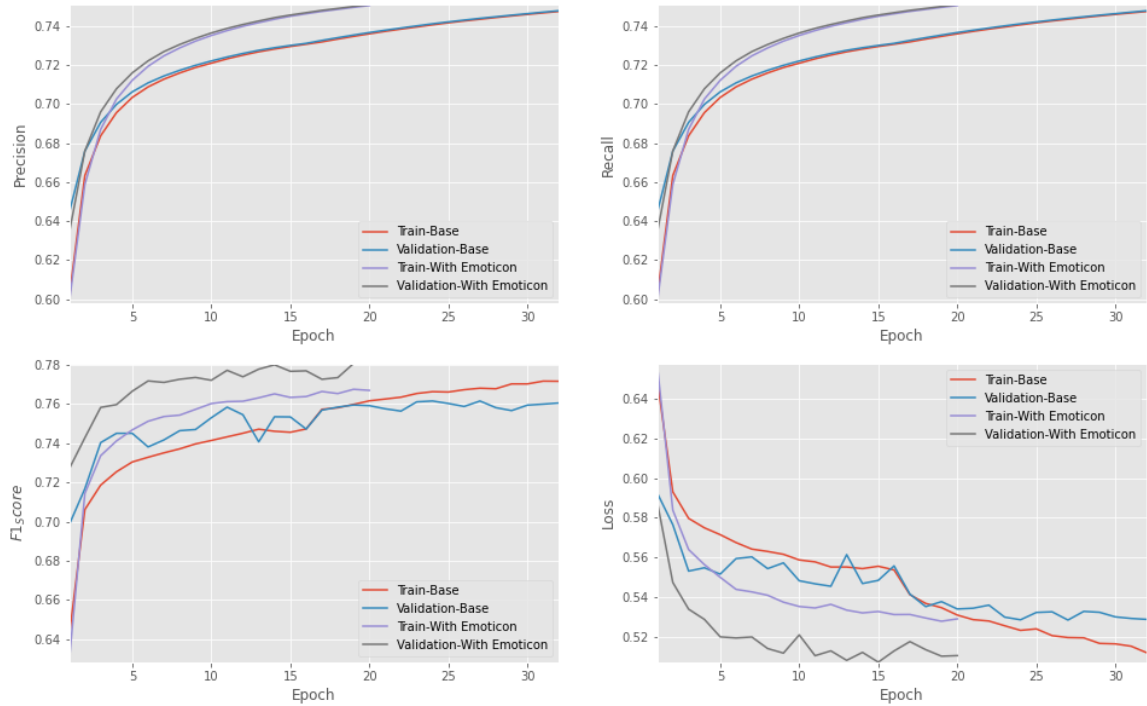 0.74
0.72
0.70
0.68
0.66
0.64
0.62
0.60
Precision
Train-Base
Validation-Base
Train-With Emoticon
Validation-With Emoticon
5 10 15 20 25 30
Epoch
0.74
0.72
0.70
0.68
0.66
0.64
0.62
0.60
Recall
Train-Base
Validation-Base
Train-With Emoticon
Validation-With Emoticon
5 10 15 20 25 30
Epoch
0.78
0.76
0.74
0.72
0.70
0.68
0.66
0.64
F1score
Train-Base
Validation-Base
Train-With Emoticon
Validation-With Emoticon
5 10 15 20 25 30
Epoch
0.64
0.62
0.60
0.58
0.56
0.54
0.52
Loss
Train-Base
Validation-Base
Train-With Emoticon
Validation-With Emoticon
5 10 15 20 25 30
Epoch